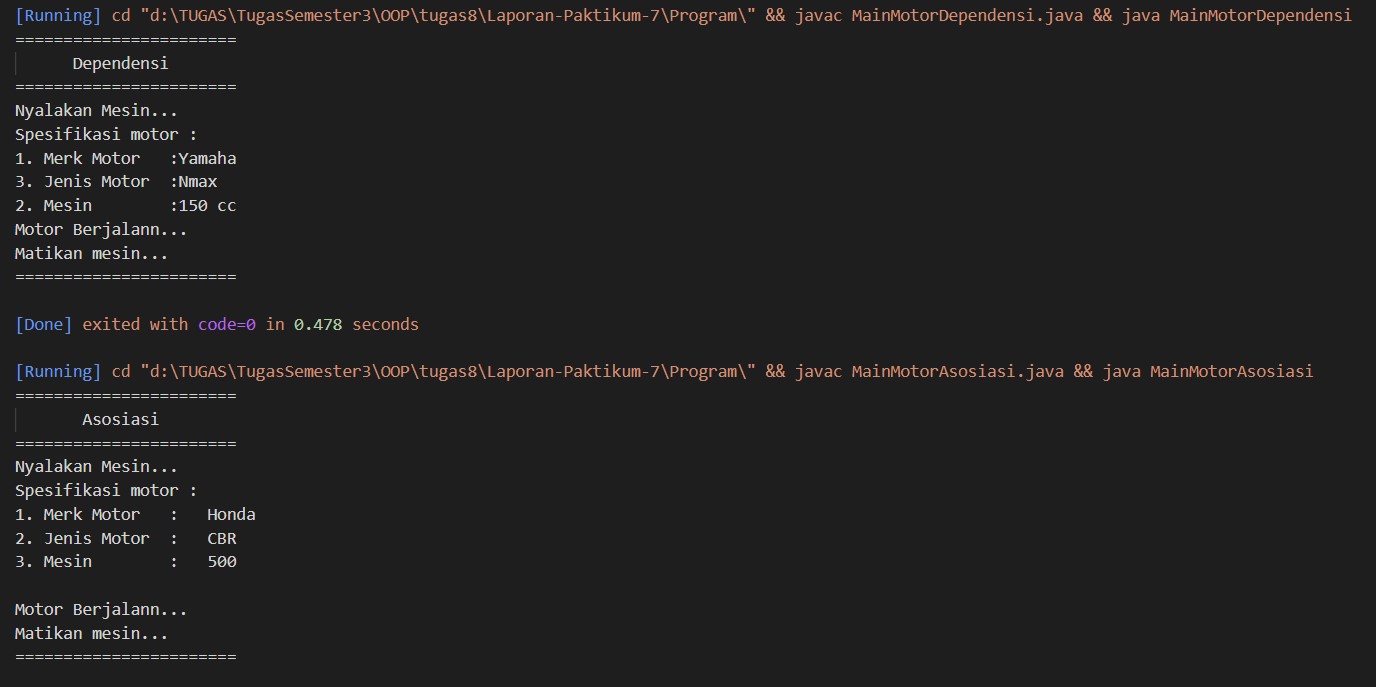 [Running] cd "d:\TUGAS\TugasSemester3\OOP\tugas8\Laporan-Paktikum-7\Program\" && javac MainMotorDependensi.java && java MainMotorDependensi
=======================
      Dependensi
=======================
Nyalakan Mesin...
Spesifikasi motor :
1. Merk Motor   :Yamaha
3. Jenis Motor  :Nmax
2. Mesin        :150 cc
Motor Berjalann...
Matikan mesin...
=======================
[Done] exited with code=0 in 0.478 seconds
[Running] cd "d:\TUGAS\TugasSemester3\OOP\tugas8\Laporan-Paktikum-7\Program\" && javac MainMotorAsosiasi.java && java MainMotorAsosiasi
=======================
       Asosiasi
=======================
Nyalakan Mesin...
Spesifikasi motor :
1. Merk Motor   :   Honda
2. Jenis Motor  :   CBR
3. Mesin        :   500
Motor Berjalann...
Matikan mesin...
=======================